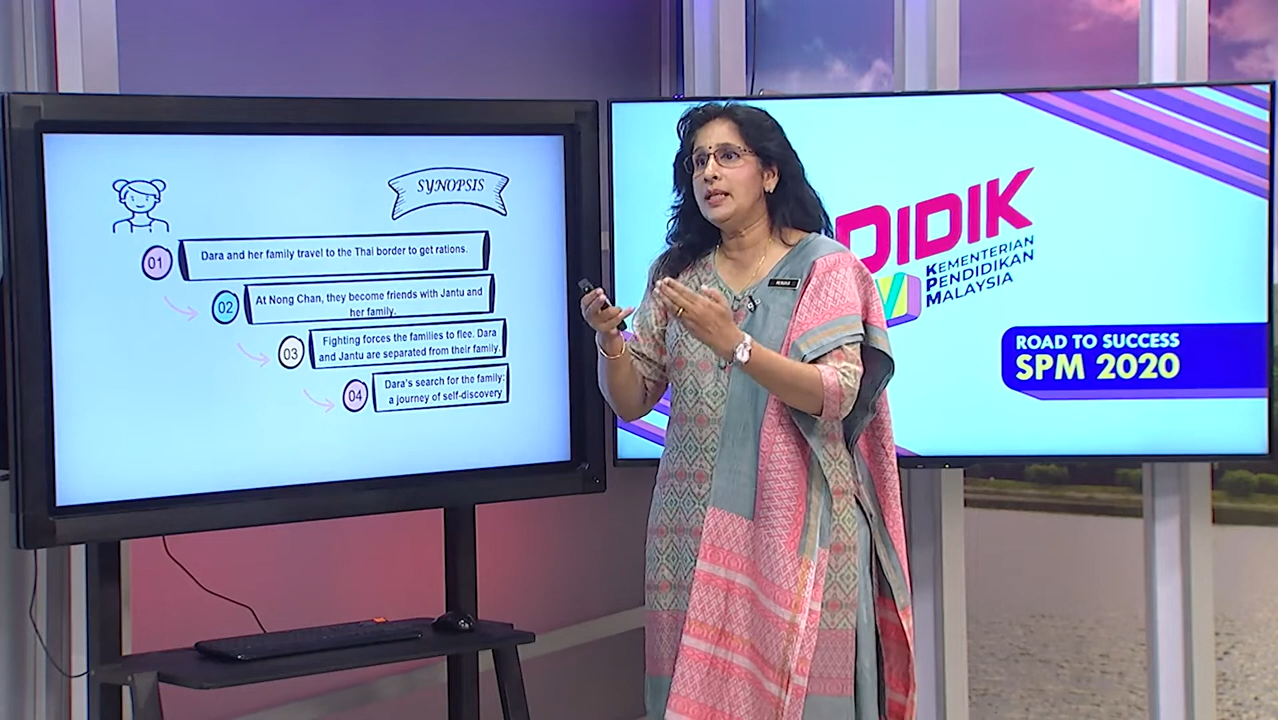 SYNOPSIS
01
Dara and her family travel to the Thai border to get rations.
02
At Nong Chan, they become friends with Jantu and
her family.
03
Fighting forces the families to flee. Dara
and Jantu are separated from their family.
04
Dara's search for the family:
a journey of self-discovery
DIDIK
KEMENTERIAN
PENDIDIKAN
MALAYSIA
ROAD TO SUCCESS
SPM 2020